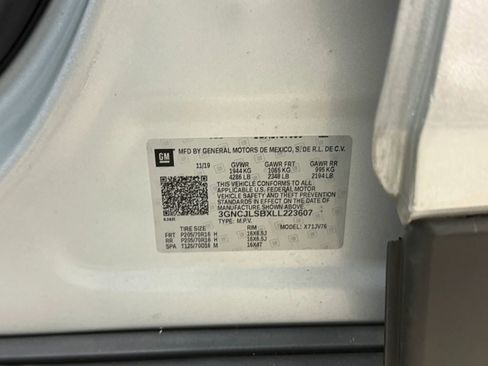 GM
MFD BY GENERAL MOTORS DE MEXICO, S. DE R.L. DE C.V.
11/19 GVWR GAWR FRT GAWR RR
1944 KG 1065 KG 995 KG
4286 LB 2348 LB 2194 LB
THIS VEHICLE CONFORMS TO ALL
APPLICABLE U.S. FEDERAL MOTOR
VEHICLE SAFETY AND THEFT PREVENTION
STANDARDS IN EFFECT ON THE DATE OF
MANUFACTURE SHOWN ABOVE.
3GNCJLSBXLL223607
TYPE: M.P.V. MODEL: X71JV76
TIRE SIZE RIM
FRT P205/70R16 H 16X6.5J
RR P205/70R16 H 16X6.5J
SPA T125/70D16 M 16X4T